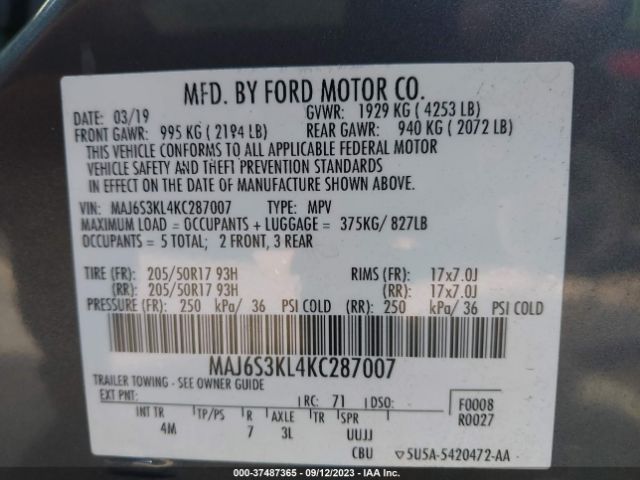 MFD. BY FORD MOTOR CO.
DATE: 03/19 GVWR: 1929 KG ( 4253 LB)
FRONT GAWR: 995 KG ( 2194 LB) REAR GAWR: 940 KG ( 2072 LB)
THIS VEHICLE CONFORMS TO ALL APPLICABLE FEDERAL MOTOR
VEHICLE SAFETY AND THEFT PREVENTION STANDARDS
IN EFFECT ON THE DATE OF MANUFACTURE SHOWN ABOVE.
VIN: MAJ6S3KL4KC287007 TYPE: MPV
MAXIMUM LOAD = OCCUPANTS + LUGGAGE = 375KG/ 827LB
OCCUPANTS = 5 TOTAL; 2 FRONT, 3 REAR
TIRE (FR): 205/50R17 93H RIMS (FR): 17x7.0J
(RR): 205/50R17 93H (RR): 17x7.0J
PRESSURE (FR): 250 kPa/ 36 PSI COLD (RR): 250 kPa/ 36 PSI COLD
MAJ6S3KL4KC287007
TRAILER TOWING - SEE OWNER GUIDE
EXT PNT: RC: 71 DSO: F0008
INT TR TP/PS R AXLE TR SPR R0027
4M 7 3L UUJJ
CBU 5U5A-5420472-AA
000-37487365 - 09/12/2023 - IAA Inc.